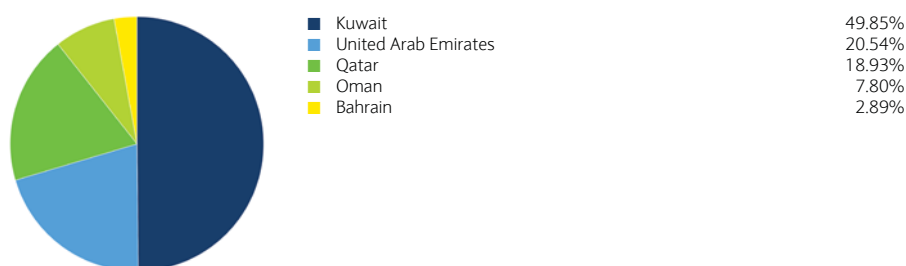 Kuwait 49.85%
United Arab Emirates 20.54%
Qatar 18.93%
Oman 7.80%
Bahrain 2.89%